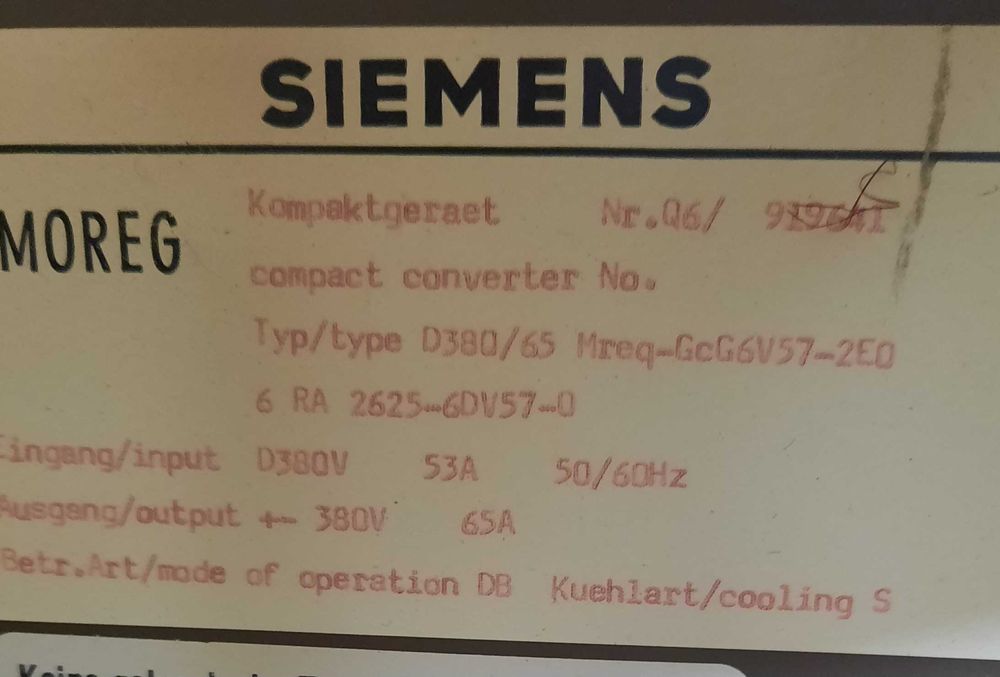 SIEMENS
MOREG
Kompaktgeraet Nr.Q6/
compact converter No.
Typ/type D380/65 Mreq-GcG6V57-2E0
6 RA 2625-6DV57-0
Eingang/input D380V 53A 50/60Hz
Ausgang/output +- 380V 65A
Betr.Art/mode of operation DB Kuehlart/cooling S